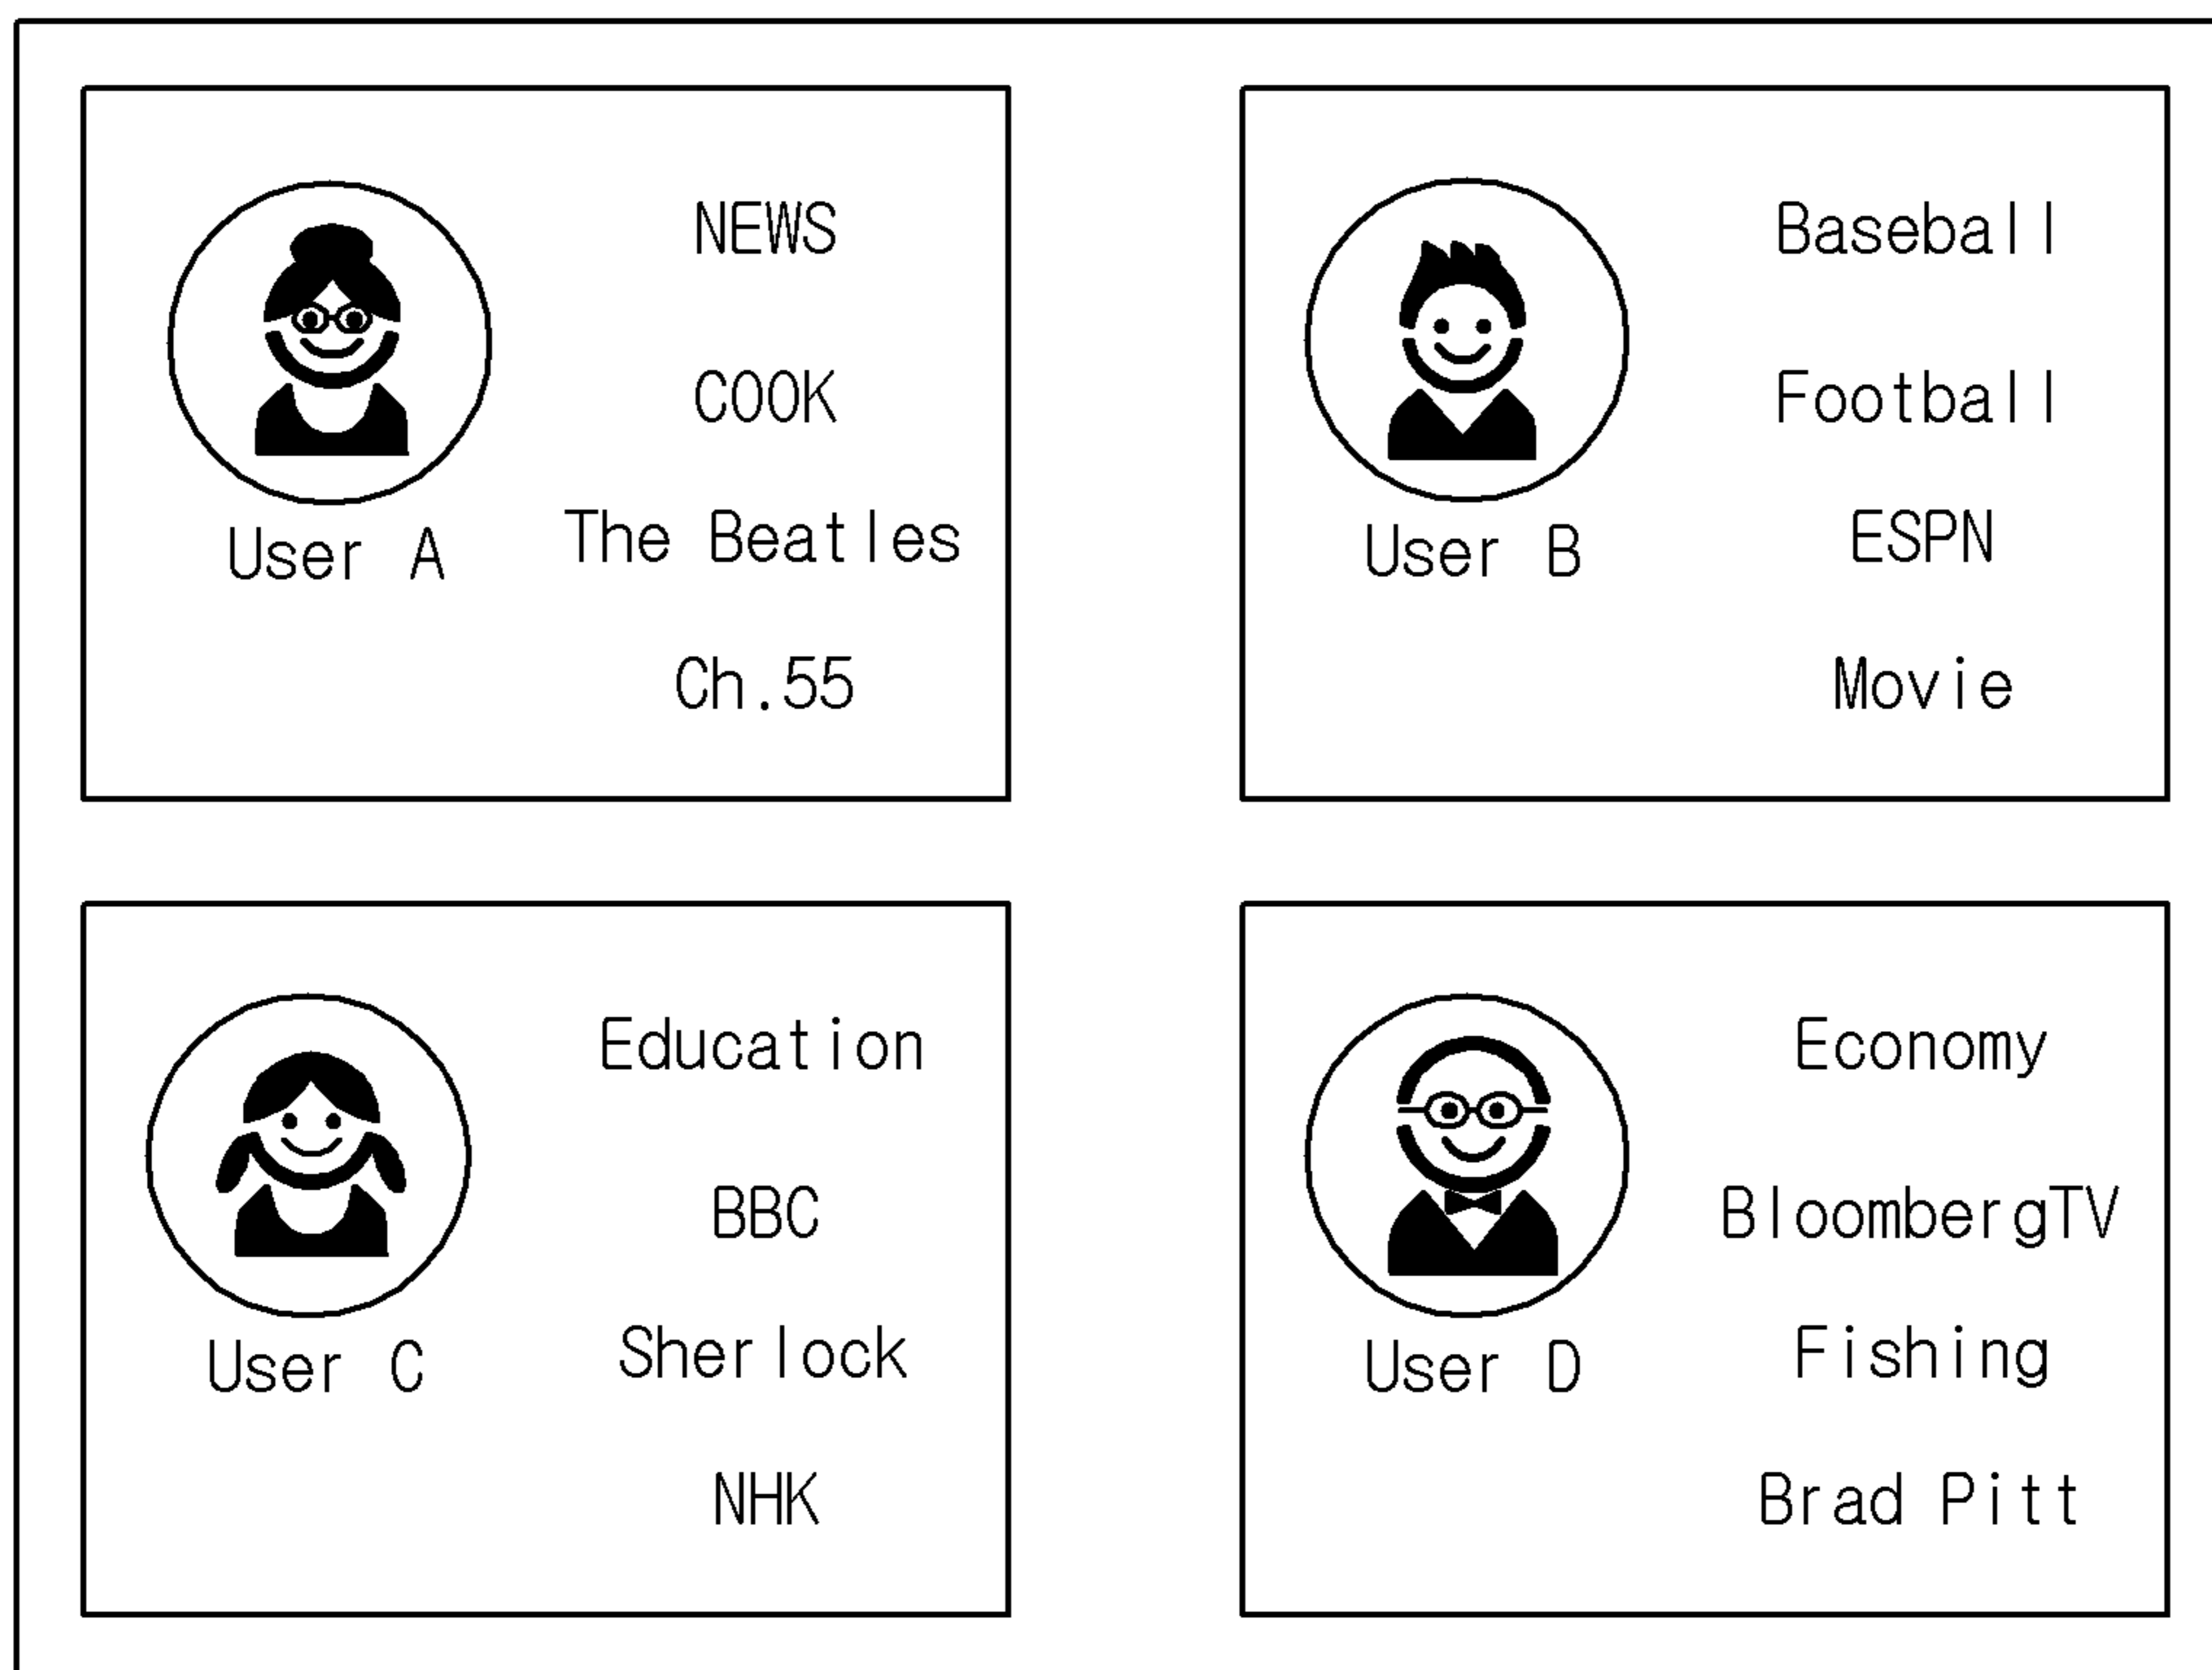 NEWS
COOK
The Beatles
Ch.55
User A
Baseball
Football
ESPN
Movie
User B
Education
BBC
Sherlock
NHK
User C
Economy
BloombergTV
Fishing
Brad Pitt
User D